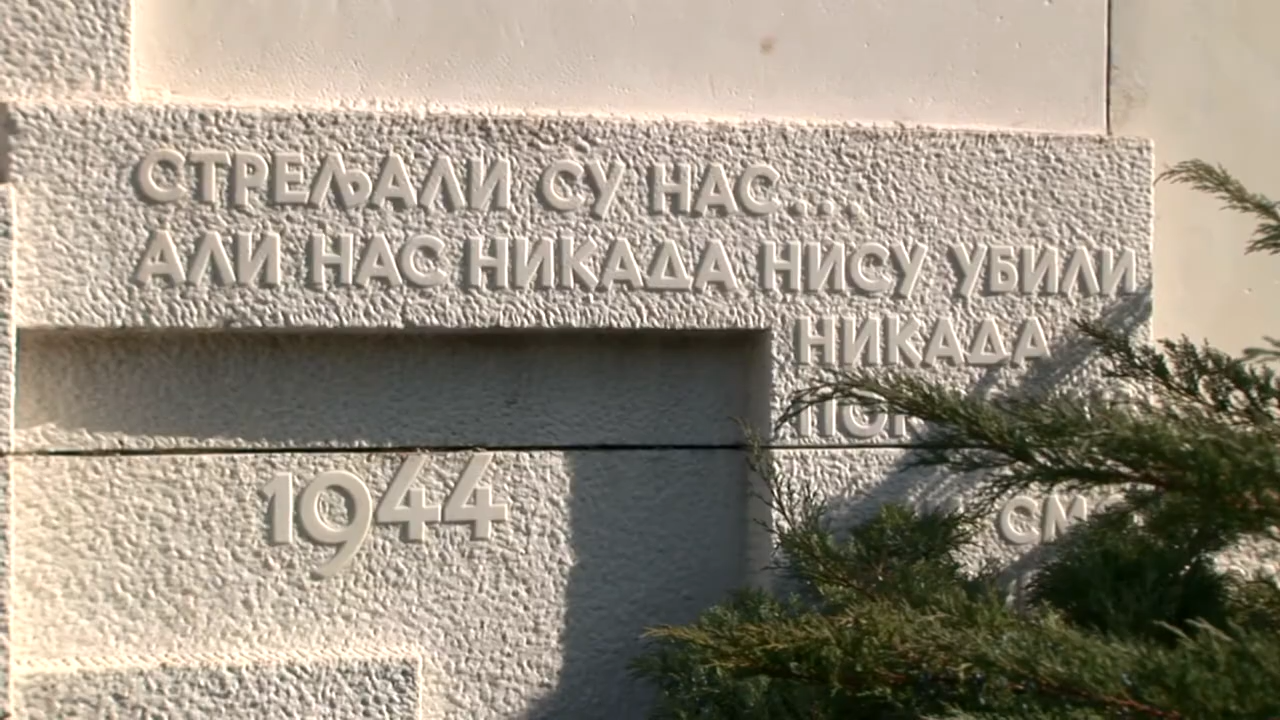 СТРЕЉАЛИ СУ НАС....
АЛИ НАС НИКАДА НИСУ УБИЛИ
НИКАДА
1944